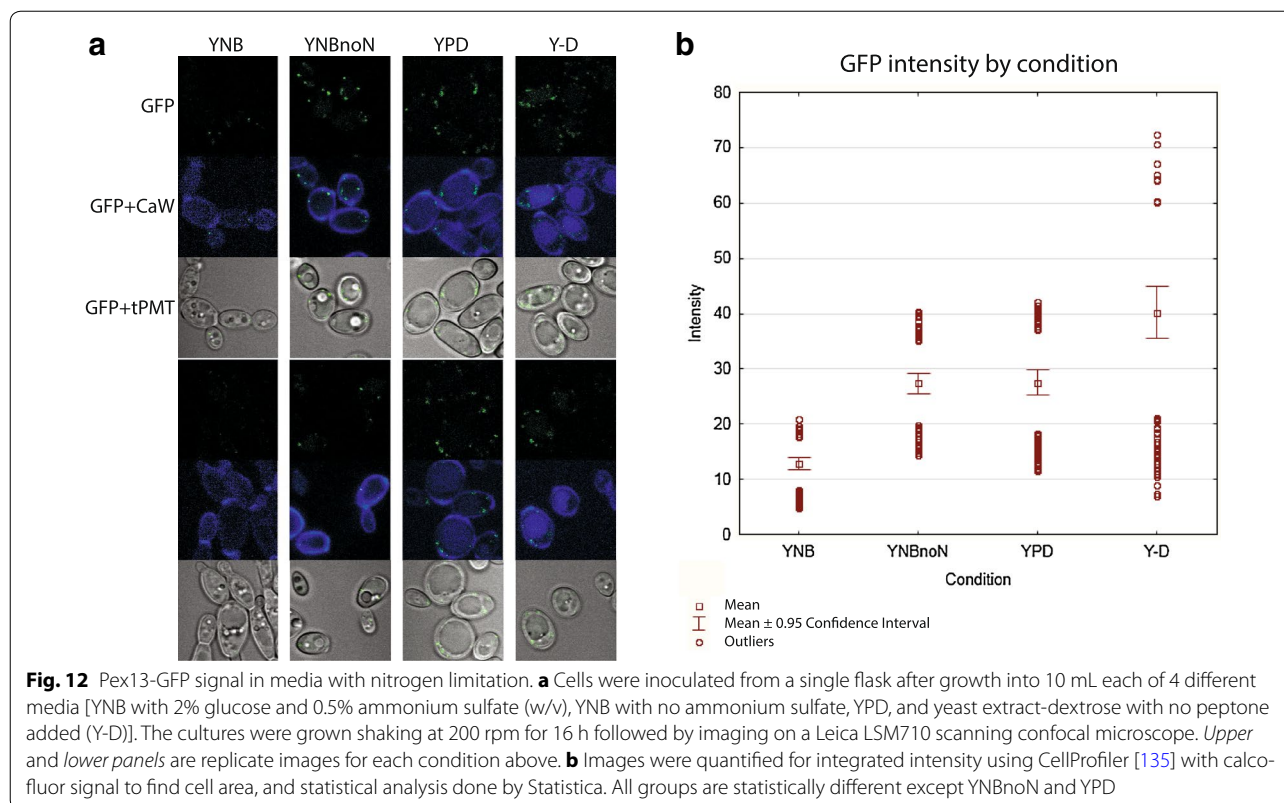 a
YNB YNBnoN YPD Y-D
GFP
GFP+CaW
GFP+tPMT
b
GFP intensity by condition
80
70
60
50
40
30
20
10
0
Intensity
YNB YNBnoN YPD Y-D
Condition
Mean
Mean ± 0.95 Confidence Interval
Outliers
Fig. 12 Pex13-GFP signal in media with nitrogen limitation. a Cells were inoculated from a single flask after growth into 10 mL each of 4 different
media [YNB with 2% glucose and 0.5% ammonium sulfate (w/v), YNB with no ammonium sulfate, YPD, and yeast extract-dextrose with no peptone
added (Y-D)]. The cultures were grown shaking at 200 rpm for 16 h followed by imaging on a Leica LSM710 scanning confocal microscope. Upper
and lower panels are replicate images for each condition above. b Images were quantified for integrated intensity using CellProfiler [135] with calco-
fluor signal to find cell area, and statistical analysis done by Statistica. All groups are statistically different except YNBnoN and YPD